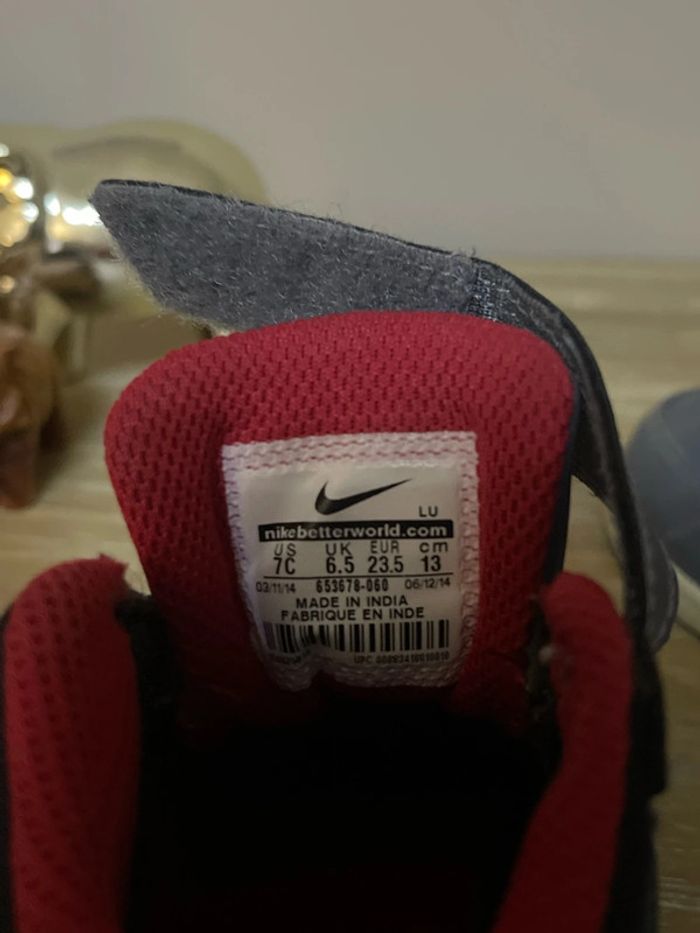 LU
nikebetterworld.com
US UK EUR cm
7C 6.5 23.5 13
03/11/14 653678-060 06/12/14
MADE IN INDIA
FABRIQUE EN INDE
UPC